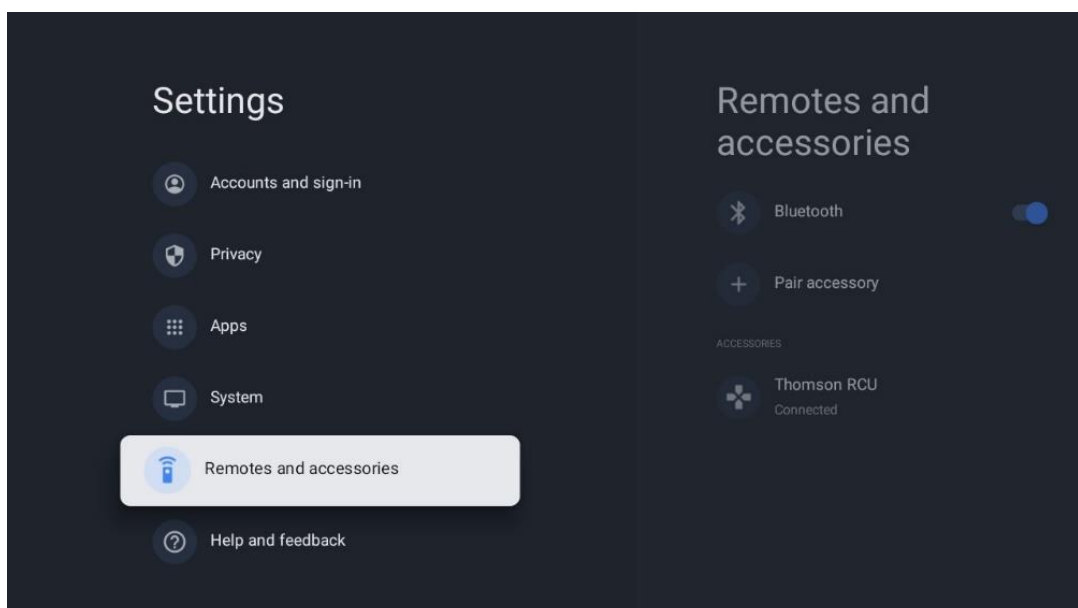 Settings
Accounts and sign-in
Privacy
Apps
System
Remotes and accessories
Help and feedback
Remotes and
accessories
Bluetooth
Pair accessory
ACCESSORIES
Thomson RCU
Connected